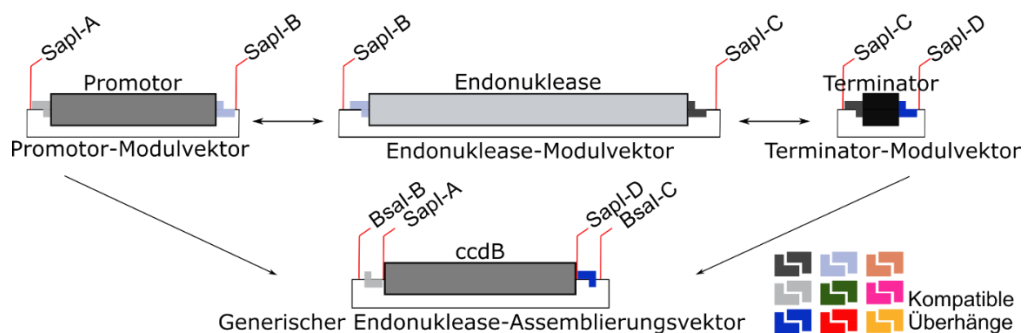 SapI-A
SapI-B
SapI-B
SapI-C
SapI-C
SapI-D
Promotor
Endonuklease
Terminator
Promotor-Modulvektor
Endonuklease-Modulvektor
Terminator-Modulvektor
BsaI-B
SapI-A
SapI-D
BsaI-C
ccdB
Generischer Endonuklease-Assemblierungsvektor
Kompatible
Überhänge